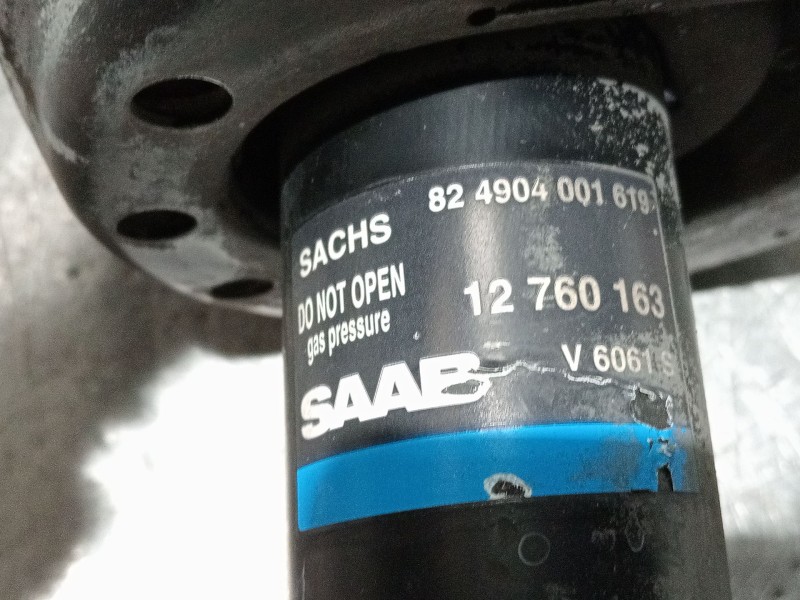 82 4904 001 619
SACHS
DO NOT OPEN
gas pressure
12 760 163
V 6061 S
SAAB